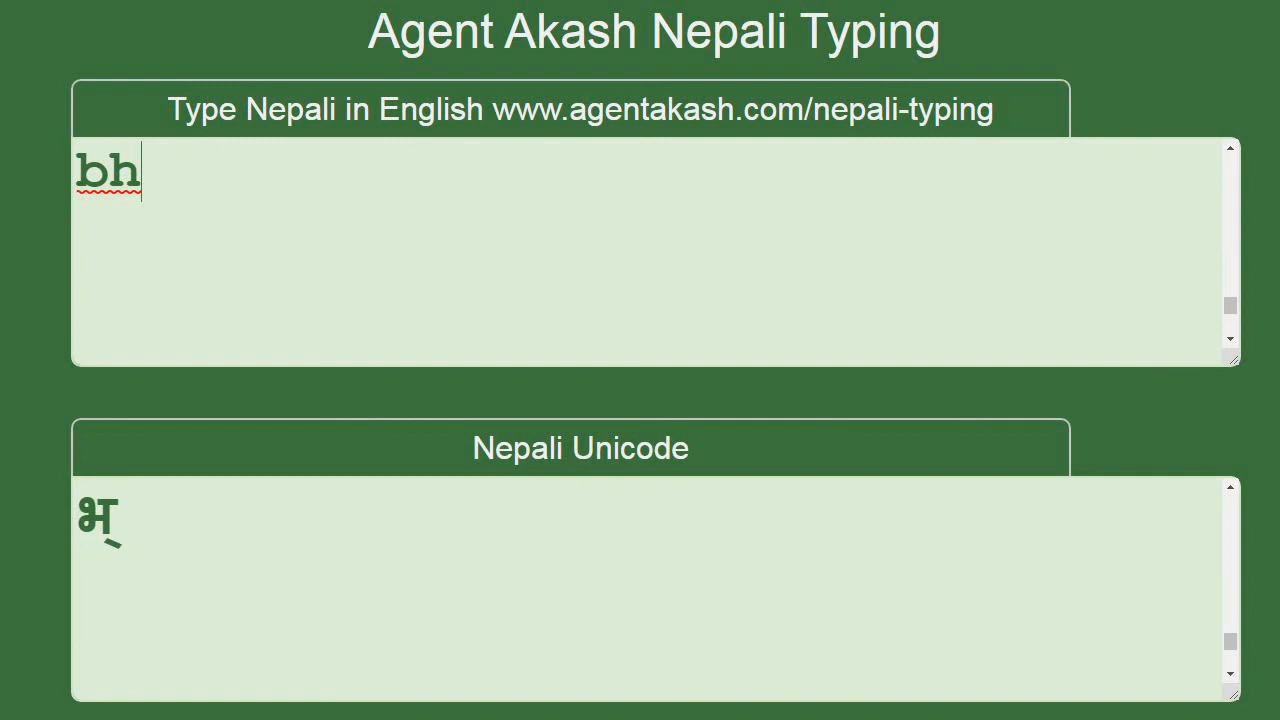 Agent Akash Nepali Typing
Type Nepali in English www.agentakash.com/nepali-typing
bh
Nepali Unicode
भ्